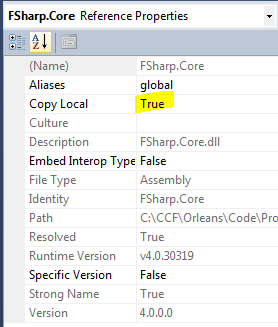 FSharp.Core Reference Properties
(Name) FSharp.Core
Aliases global
Copy Local True
Culture
Description FSharp.Core.dll
Embed Interop Type False
File Type Assembly
Identity FSharp.Core
Path C:\CCF\Orleans\Code\Pro
Resolved True
Runtime Version v4.0.30319
Specific Version False
Strong Name True
Version 4.0.0.0